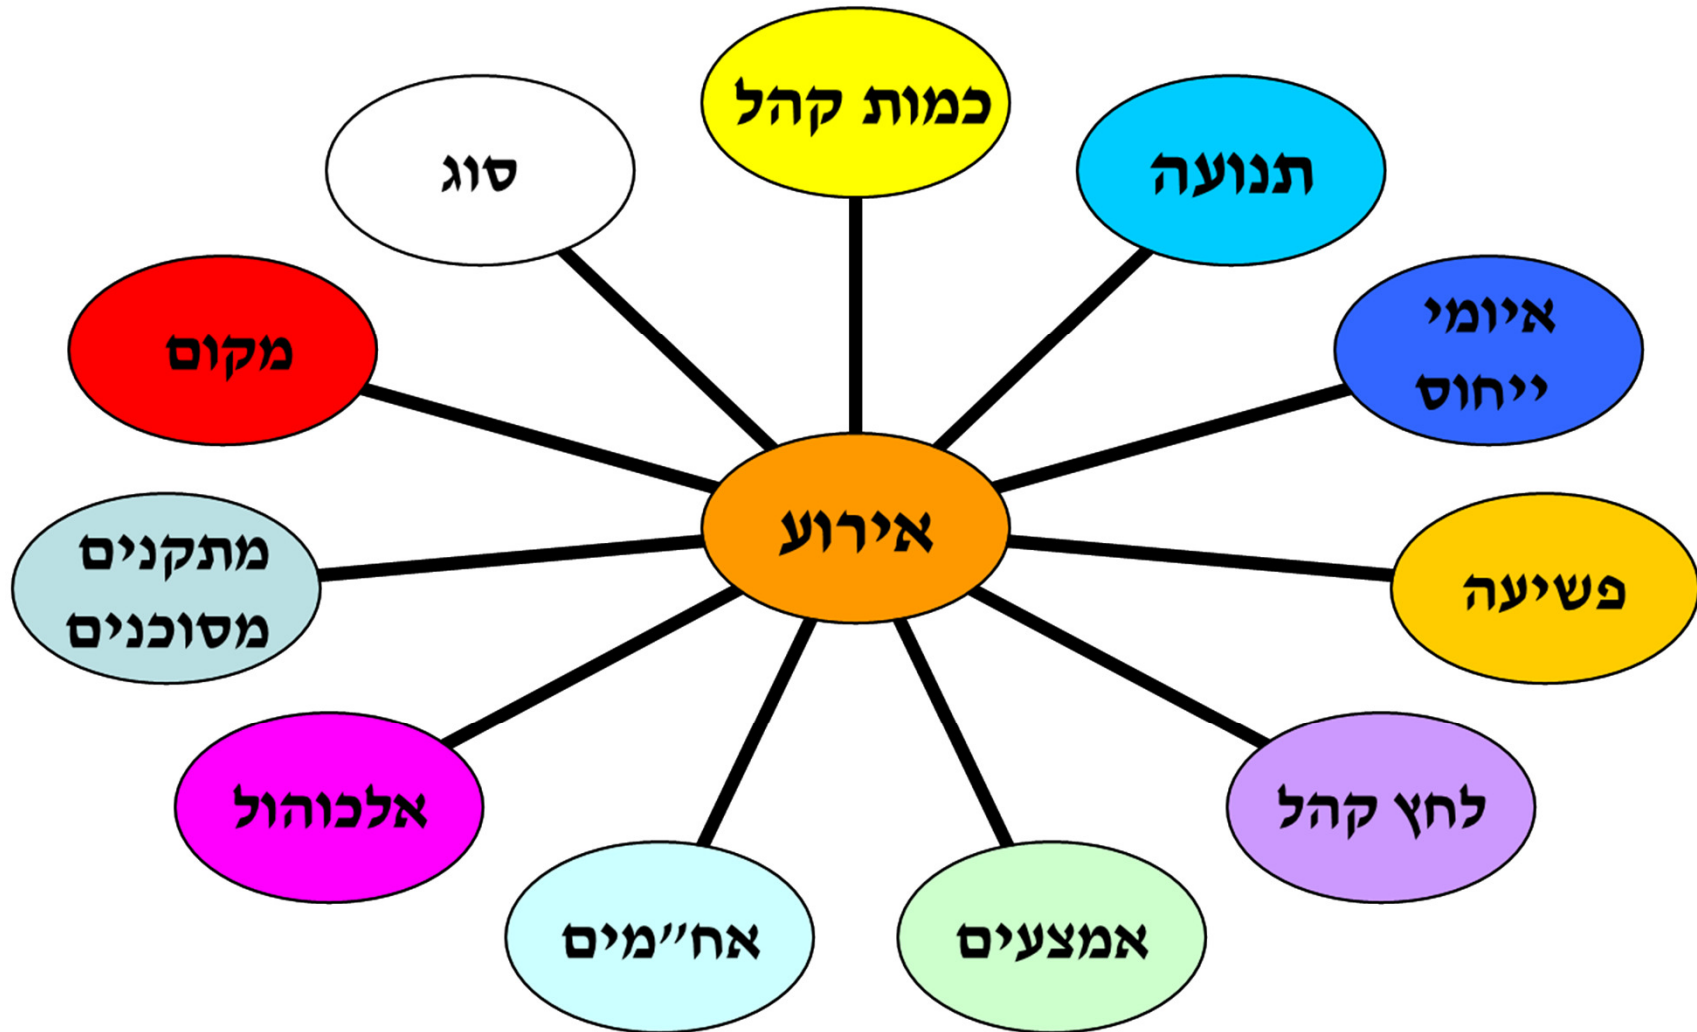 כמות קהל
תנועה
איומי
ייחוס
פשיעה
לחץ קהל
אמצעים
אח״מים
אלכוהול
מתקנים
מסוכנים
מקום
סוג
אירוע